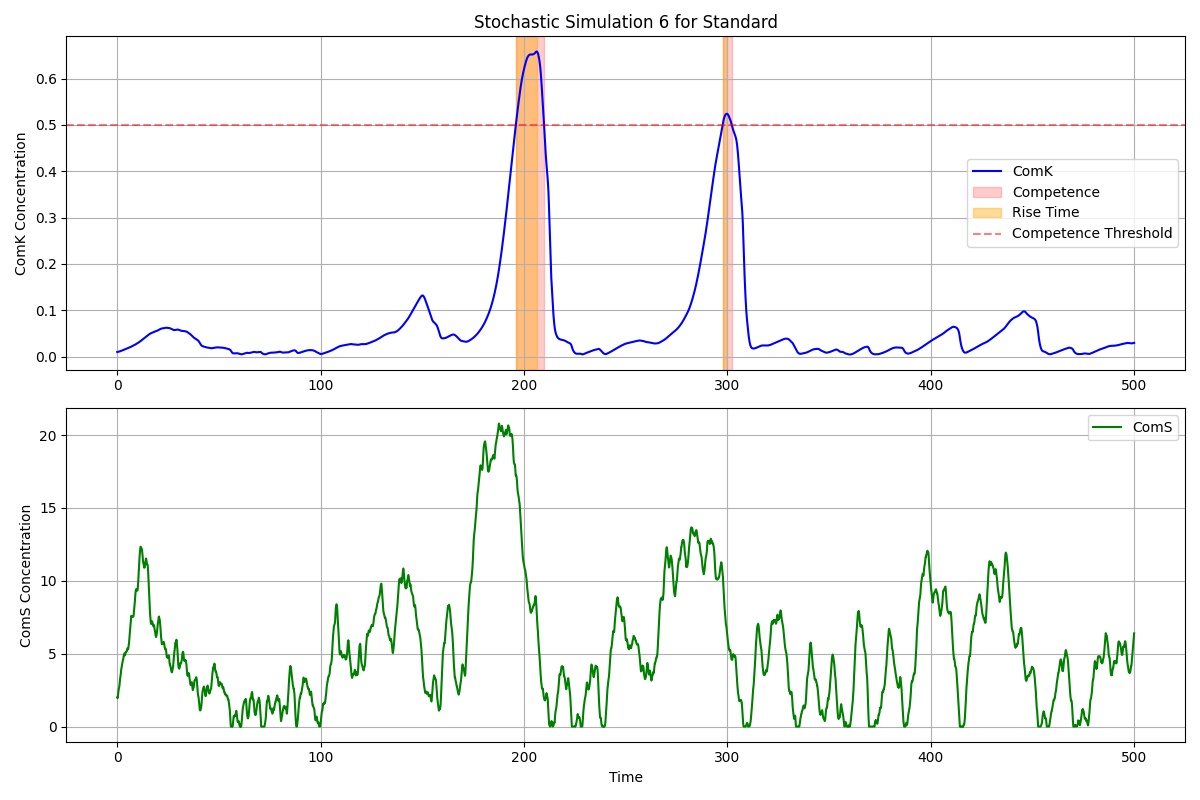 Stochastic Simulation 6 for Standard
ComK Concentration
0.6
0.5
0.4
0.3
0.2
0.1
0.0
ComK
Competence
Rise Time
Competence Threshold
0 100 200 300 400 500
ComS Concentration
20
15
10
5
0
ComS
0 100 200 300 400 500
Time